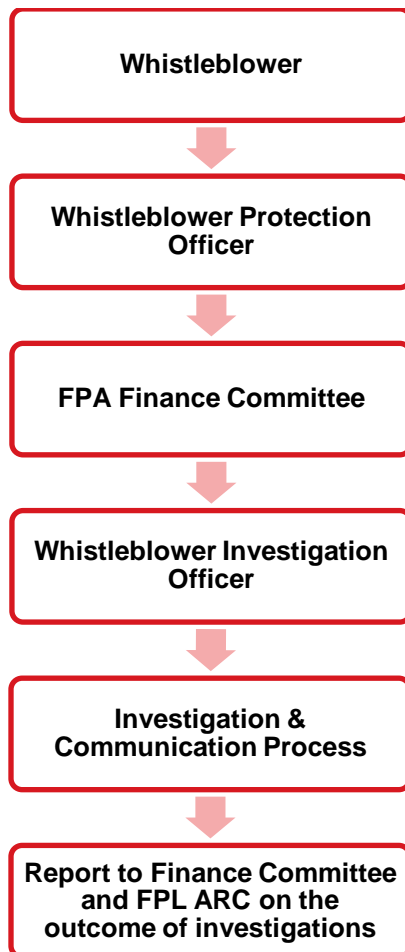 Whistleblower
Whistleblower Protection
Officer
FPA Finance Committee
Whistleblower Investigation
Officer
Investigation &
Communication Process
Report to Finance Committee
and FPL ARC on the
outcome of investigations